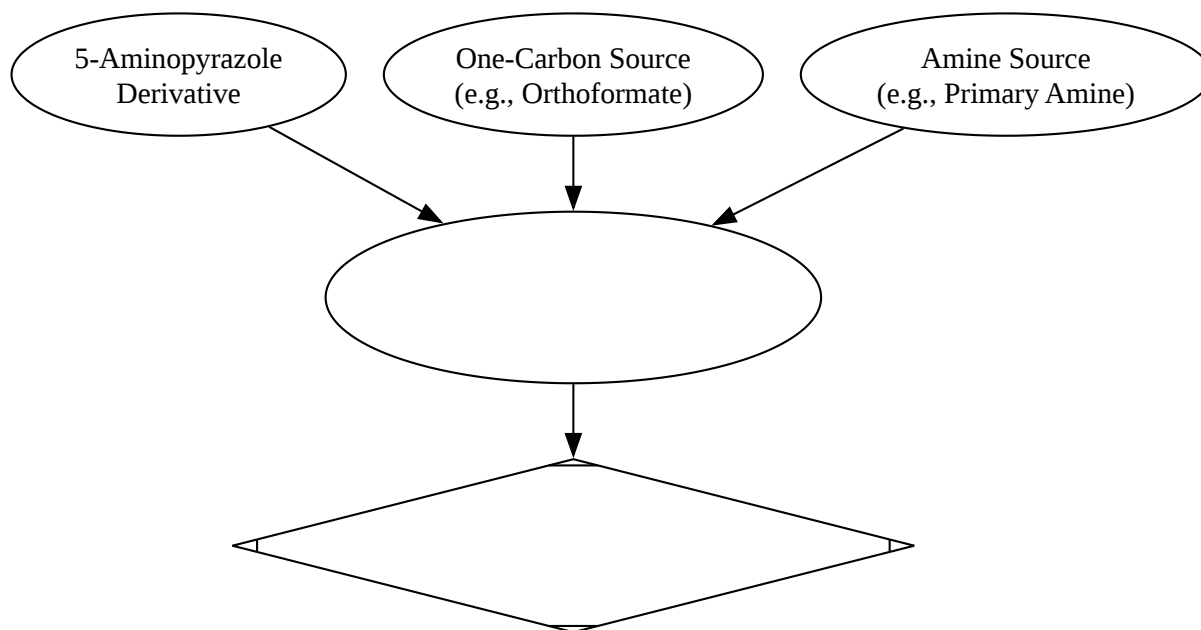 5-Aminopyrazole
Derivative
One-Carbon Source
(e.g., Orthoformate)
Amine Source
(e.g., Primary Amine)